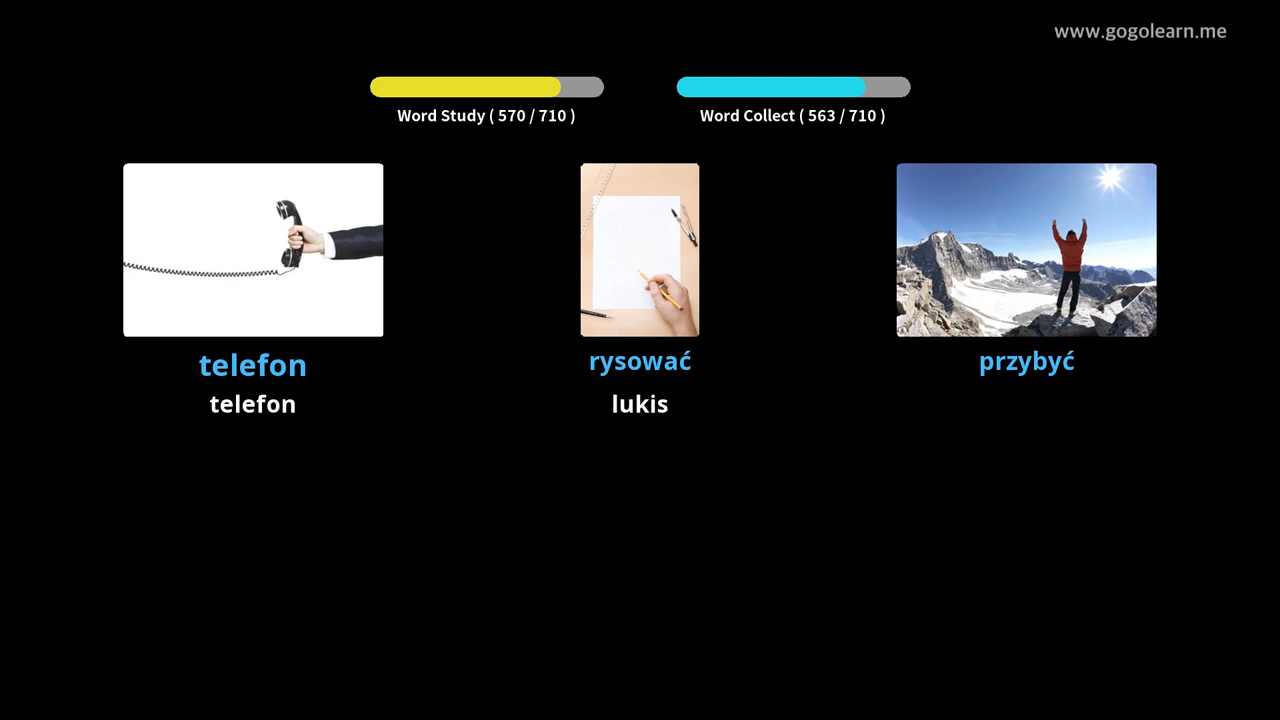 www.gogolearn.me
Word Study ( 570 / 710 )
Word Collect ( 563 / 710 )
telefon
rysować
przybyć
telefon
lukis